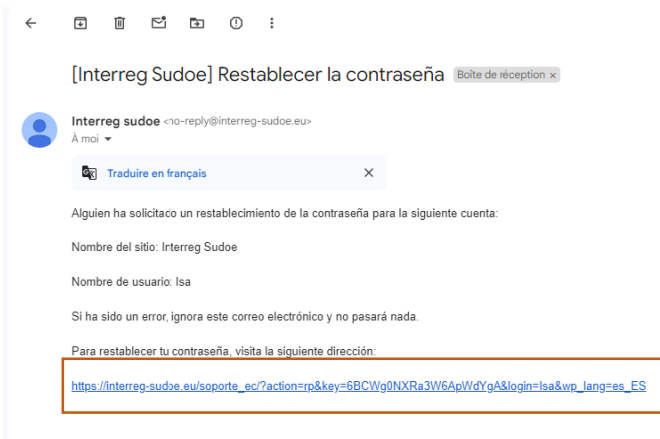 [Interreg Sudoe] Restablecer la contraseña Boîte de réception ×
Interreg sudoe <no-reply@interreg-sudoe.eu>
À moi
Traduire en français
Alguien ha solicitado un restablecimiento de la contraseña para la siguiente cuenta:
Nombre del sitio: Interreg Sudoe
Nombre de usuario: Isa
Si ha sido un error, ignora este correo electrónico y no pasará nada.
Para restablecer tu contraseña, visita la siguiente dirección:
https://interreg-sudoe.eu/soporte_ec/?action=rp&key=6BCWg0NXRa3W6ApWdYgA&login=Isa&wp_lang=es_ES